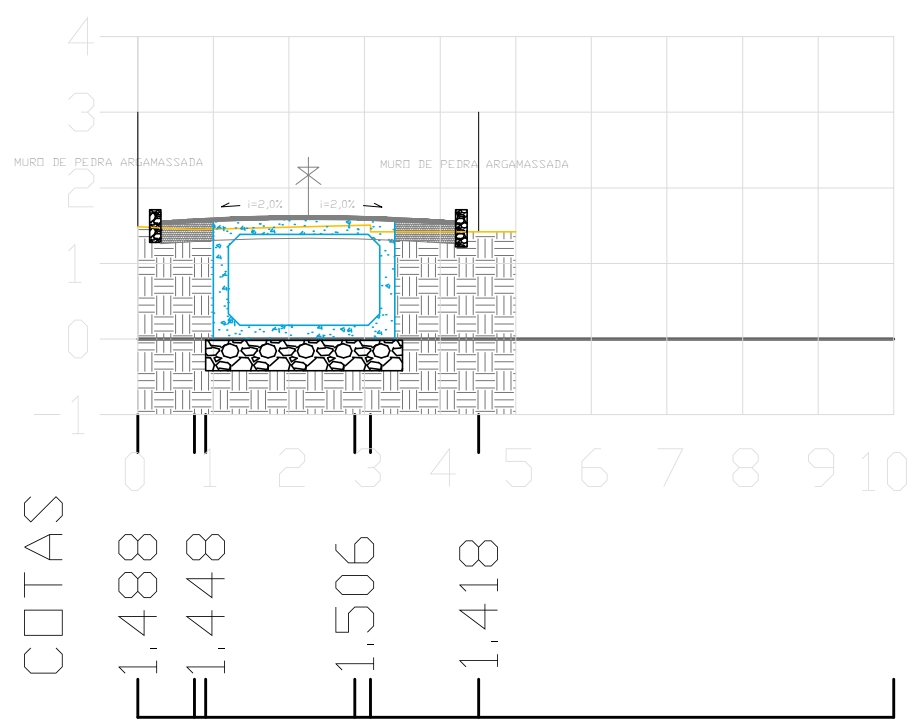 4
3
MURO DE PEDRA ARGAMASSADA
MURO DE PEDRA ARGAMASSADA
2
i=2,0%
i=2,0%
1
0
-1
0 1 2 3 4 5 6 7 8 9 10
COTAS
1.488
1.448
1.506
1.418